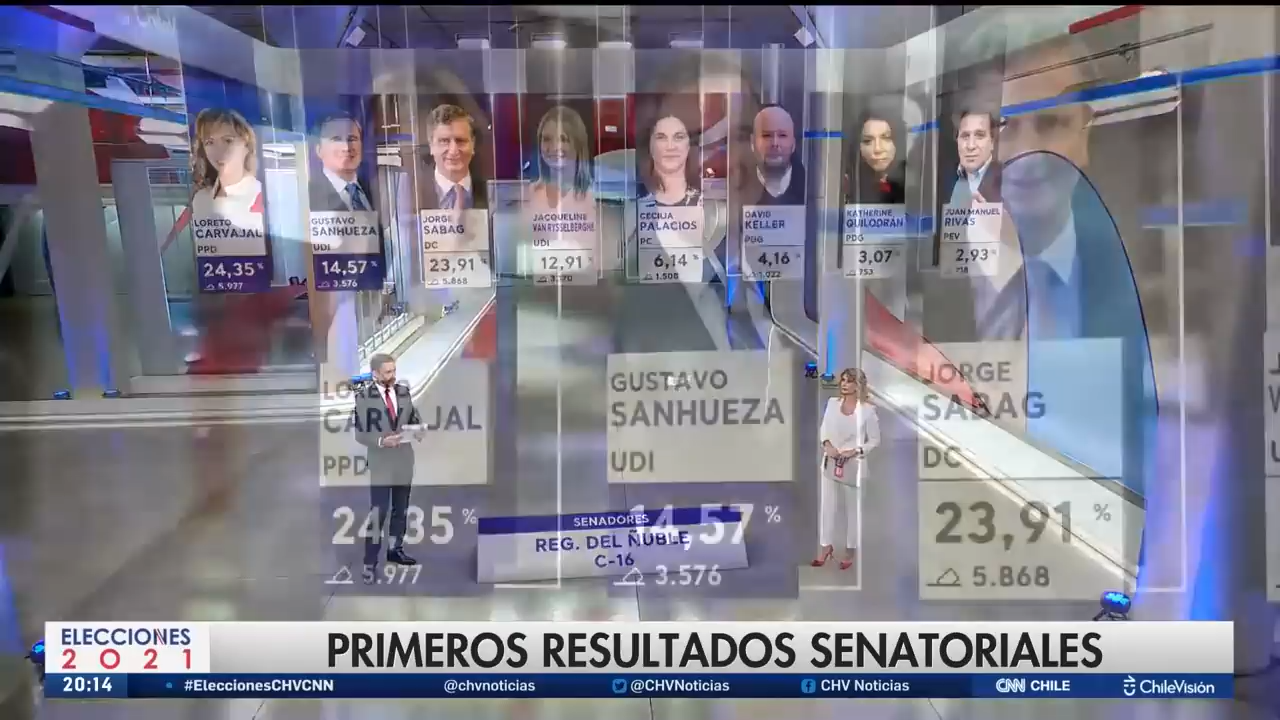 LORETO
CARVAJAL
PPD
24,35 %
5.977
GUSTAVO
SANHUEZA
UDI
14,57 %
3.576
JORGE
SABAG
DC
23,91 %
5.868
JACQUELINE
VAN RYSSELBERGHE
UDI
12,91 %
CECILIA
PALACIOS
PC
6,14 %
1.508
DAVID
KELLER
PDG
4,16 %
1.022
KATHERINE
QUILODRÁN
PDG
3,07 %
753
JUAN MANUEL
RIVAS
PEV
2,93 %
718
LORETO
CARVAJAL
PPD
24,35 %
5.977
GUSTAVO
SANHUEZA
UDI
14,57 %
3.576
JORGE
SABAG
DC
23,91 %
5.868
SENADORES
REG. DEL ÑUBLE
C-16
ELECCIONES
2021
PRIMEROS RESULTADOS SENATORIALES
20:14
#EleccionesCHVCNN
@chvnoticias
@CHVNoticias
CHV Noticias
CNN CHILE
ChileVisión